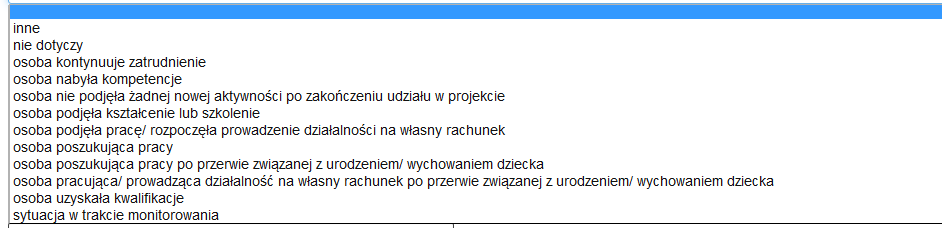 inne
nie dotyczy
osoba kontynuuje zatrudnienie
osoba nabyła kompetencje
osoba nie podjęła żadnej nowej aktywności po zakończeniu udziału w projekcie
osoba podjęła kształcenie lub szkolenie
osoba podjęła pracę/ rozpoczęła prowadzenie działalności na własny rachunek
osoba poszukująca pracy
osoba poszukująca pracy po przerwie związanej z urodzeniem/ wychowaniem dziecka
osoba pracująca/ prowadząca działalność na własny rachunek po przerwie związanej z urodzeniem/ wychowaniem dziecka
osoba uzyskała kwalifikacje
sytuacja w trakcie monitorowania